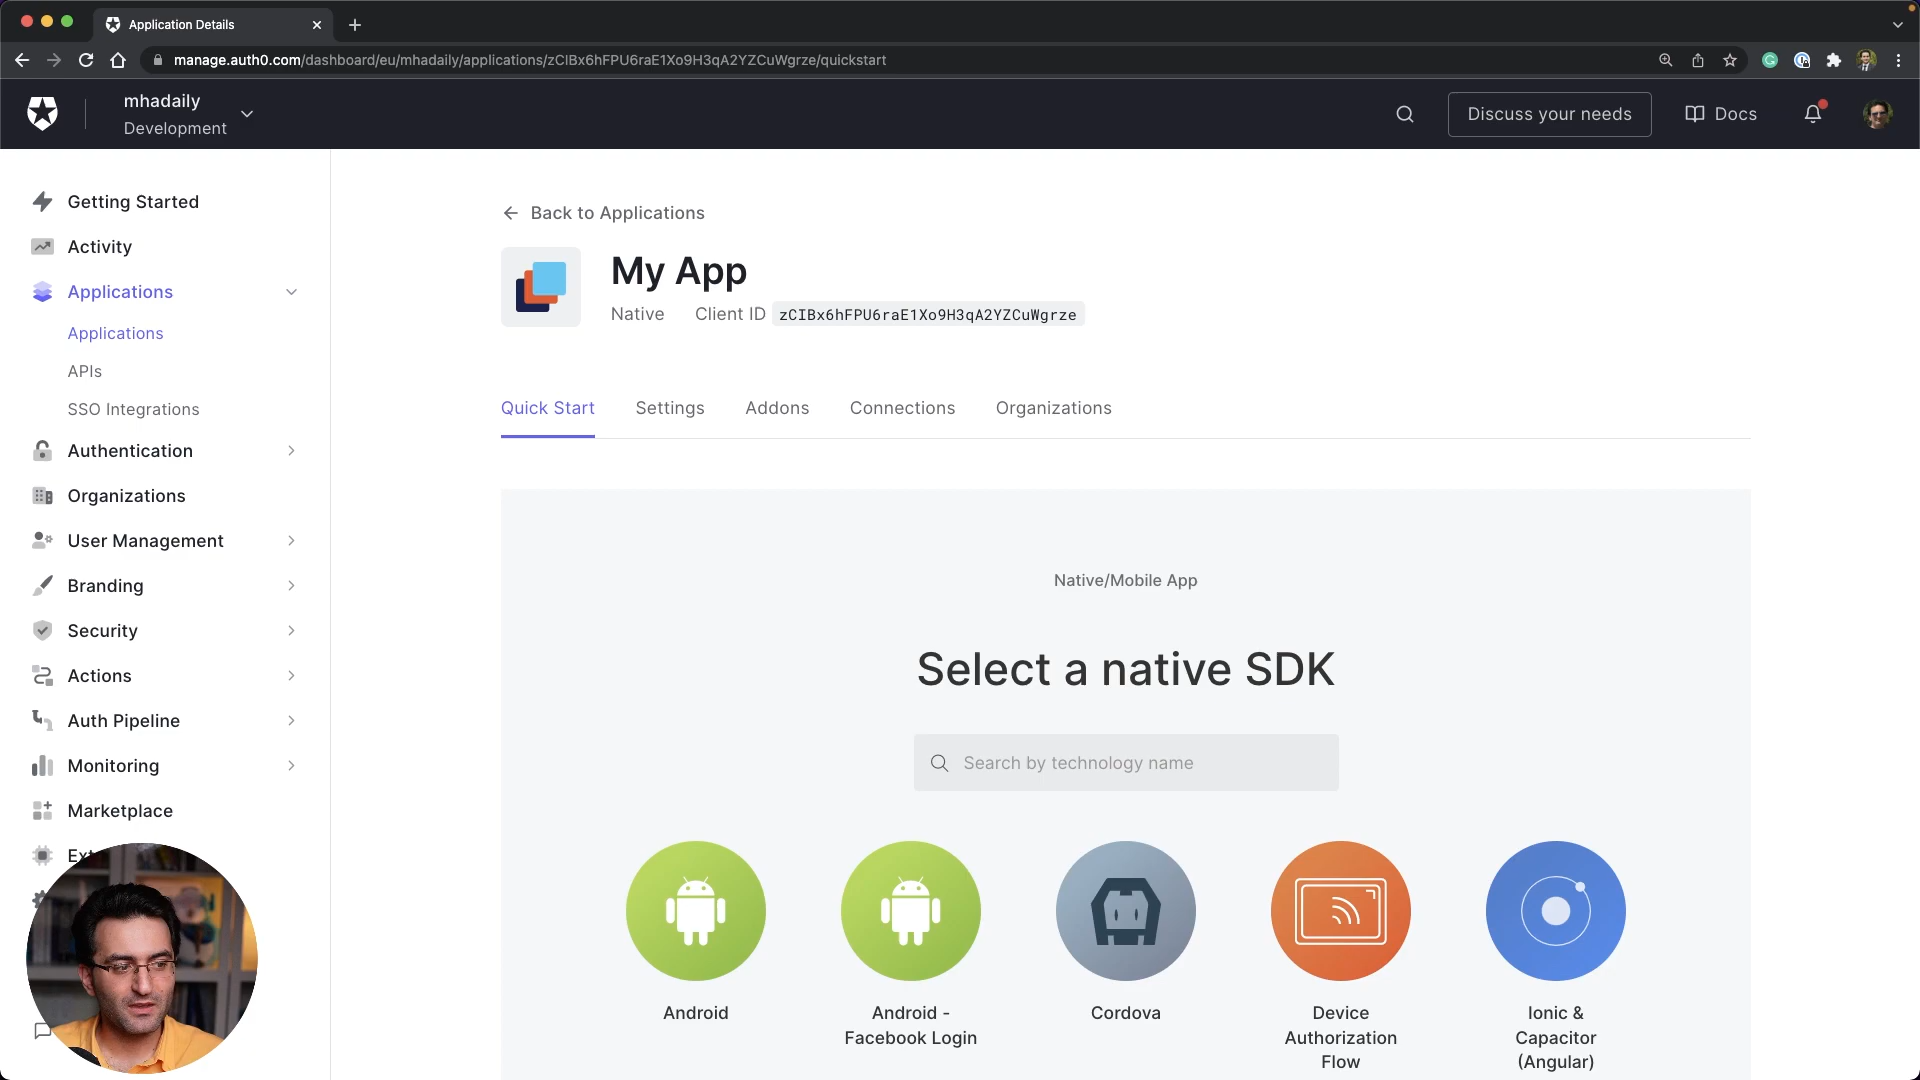 Application Details
manage.auth0.com/dashboard/eu/mhadaily/applications/zCIBx6hFPU6raE1Xo9H3qA2YZCuWgrze/quickstart
mhadaily
Development
Discuss your needs
Docs
Getting Started
Activity
Applications
Applications
APIs
SSO Integrations
Authentication
Organizations
User Management
Branding
Security
Actions
Auth Pipeline
Monitoring
Marketplace
Back to Applications
My App
Native
Client ID
zCIBx6hFPU6raE1Xo9H3qA2YZCuWgrze
Quick Start
Settings
Addons
Connections
Organizations
Native/Mobile App
Select a native SDK
Search by technology name
Android
Android -
Facebook Login
Cordova
Device
Authorization
Flow
Ionic &
Capacitor
(Angular)